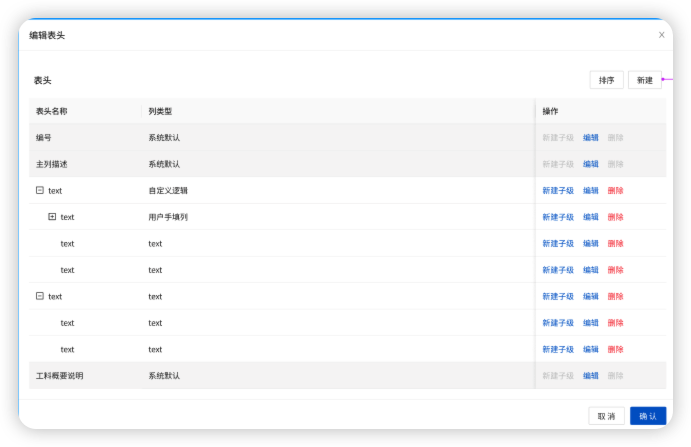 编辑表头
表头
排序 新建
表头名称 列类型 操作
编号 系统默认 新建子级 编辑 删除
主列描述 系统默认 新建子级 编辑 删除
text 自定义逻辑 新建子级 编辑 删除
text 用户手填列 新建子级 编辑 删除
text text 新建子级 编辑 删除
text text 新建子级 编辑 删除
text text 新建子级 编辑 删除
text text 新建子级 编辑 删除
text text 新建子级 编辑 删除
工料概要说明 系统默认 新建子级 编辑 删除
取消 确认